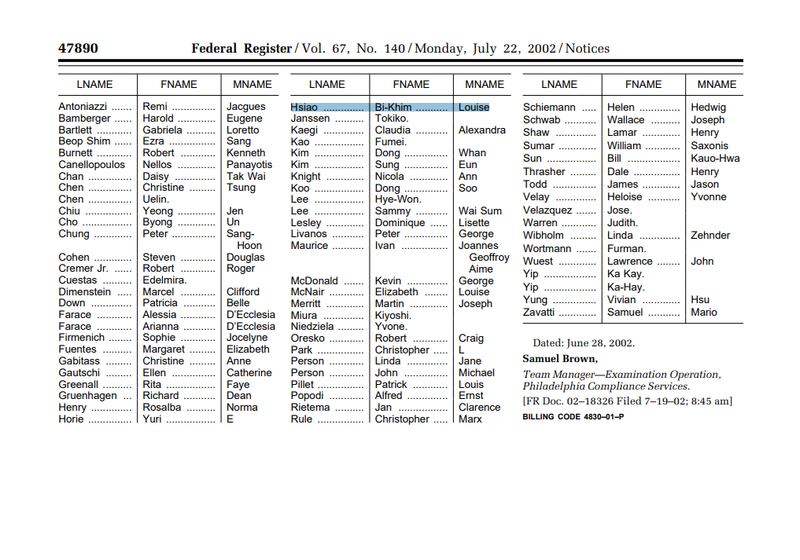 47890 Federal Register / Vol. 67, No. 140 / Monday, July 22, 2002 / Notices
LNAME FNAME MNAME
Antoniazzi ....... Remi ............... Jacques
Bamberger ...... Harold ............. Eugene
Bartlett ............. Gabriela ........... Loretto
Beop Shim ...... Ezra ................ Sang
Burnett ............ Robert ............. Kenneth
Canellopoulos Nellos .............. Panayotis
Chan ............... Daisy ............... Tak Wai
Chen ............... Christine .......... Tsung
Chen ............... Uelin.
Chiu ................ Yeong .............. Jen
Cho ................. Byong .............. Un
Chung ............. Peter ................ Sang-
Hoon
Cohen ............. Steven ............. Douglas
Cremer Jr. ...... Robert ............. Roger
Cuestas .......... Edelmira.
Dimenstein ...... Marcel ............. Clifford
Down .............. Patricia ............ Belle
Farace ............ Alessia ............ D'Ecclesia
Farace ............ Arianna ............ D'Ecclesia
Firmenich ........ Sophie ............. Jocelyne
Fuentes .......... Margaret .......... Elizabeth
Gabitass ......... Christine .......... Anne
Gautschi ......... Ellen ................ Catherine
Greenall .......... Rita .................. Faye
Gruenhagen ... Richard ........... Dean
Henry .............. Rosalba ........... Norma
Horie ............... Yuri .................. E
LNAME FNAME MNAME
Hsiao .............. Bi-Khim ........... Louise
Janssen .......... Tokiko.
Kaegi .............. Claudia ............ Alexandra
Kao ................. Fumei.
Kim .................. Dong ............... Whan
Kim .................. Sung ................ Eun
Knight ............. Nicola .............. Ann
Koo ................. Dong ............... Soo
Lee .................. Hye-Won.
Lee .................. Sammy ............ Wai Sum
Lesley ............. Dominique ....... Lisette
Livanos ........... Peter ................ George
Maurice ........... Ivan .................. Joannes
Geoffroy
Aime
McDonald ....... Kevin ............... George
McNair ............ Elizabeth .......... Louise
Merritt ............. Martin .............. Joseph
Miura ............... Kiyoshi.
Niedziela ......... Yvone.
Oresko ............ Robert ............. Craig
Park ................ Christopher ...... L
Person ............ Linda ............... Jane
Person ............ John ................ Michael
Pillet ................ Patrick ............. Louis
Popodi ............ Alfred ............... Ernst
Rietema .......... Jan .................. Clarence
Rule ................ Christopher ..... Marx
LNAME FNAME MNAME
Schiemann ..... Helen .............. Hedwig
Schwab .......... Wallace ........... Joseph
Shaw .............. Lamar .............. Henry
Sumar ............. William ............. Saxonis
Sun ................. Bill ................... Kauo-Hwa
Thrasher ......... Dale ................ Henry
Todd ............... James .............. Jason
Velay ............... Heloise ............ Yvonne
Velazquez ...... Jose.
Warren ............ Judith.
Wibholm ......... Linda ............... Zehnder
Wortmann ....... Furman.
Wuest ............. Lawrence ......... John
Yip .................. Ka Kay.
Yip .................. Ka-Hay.
Yung ............... Vivian .............. Hsu
Zavatti ............. Samuel ............ Mario
Dated: June 28, 2002.
Samuel Brown,
Team Manager—Examination Operation,
Philadelphia Compliance Services.
[FR Doc. 02–18326 Filed 7–19–02; 8:45 am]
BILLING CODE 4830–01–P